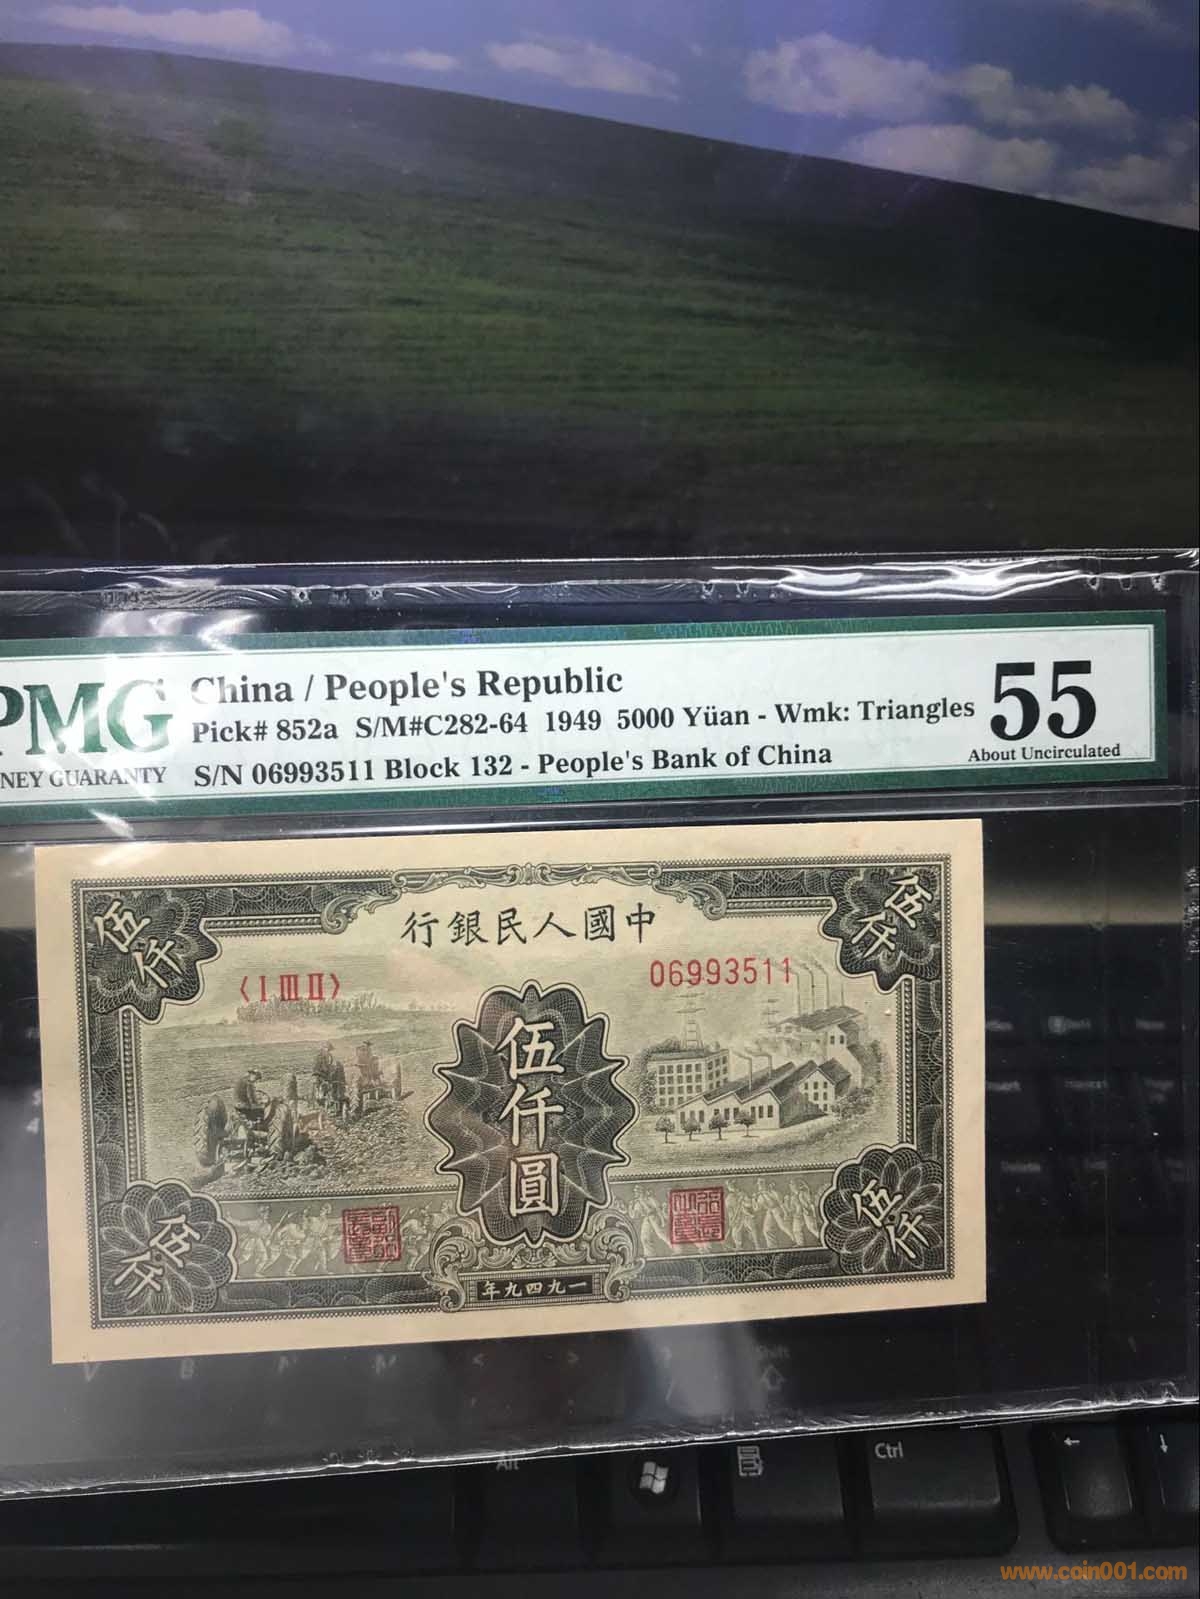 PMG
NEY GUARANTY
China / People's Republic
Pick# 852a S/M#C282-64 1949 5000 Yüan - Wmk: Triangles
S/N 06993511 Block 132 - People's Bank of China
55
About Uncirculated
伍仟
行銀民人國中
伍仟
〈I III II〉
06993511
伍仟圓
伍仟
年九四九一
伍仟
Alt
Ctrl
←
↓
www.coin001.com